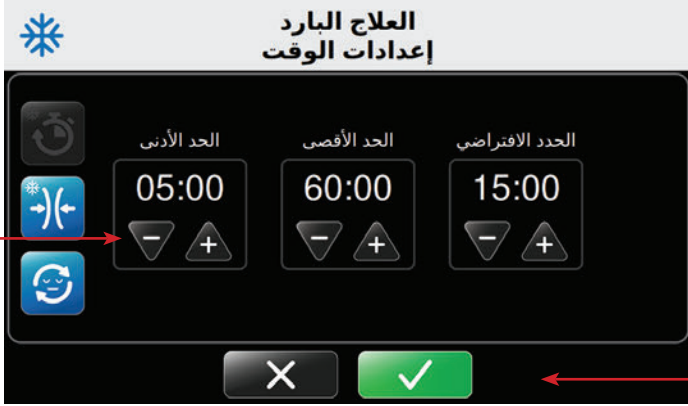 العلاج البارد
إعدادات الوقت
الحدد الافتراضي
الحد الأقصى
الحد الأدنى
15:00
60:00
05:00